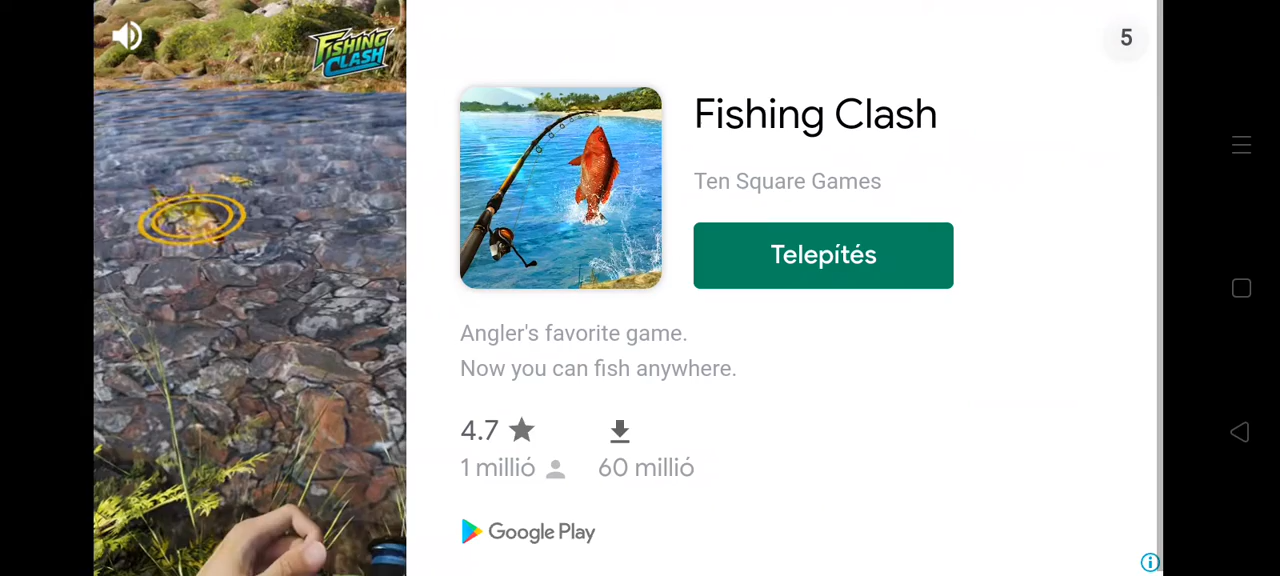 FISHING
CLASH
5
Fishing Clash
Ten Square Games
Telepítés
Angler's favorite game.
Now you can fish anywhere.
4.7
1 millió
60 millió
Google Play